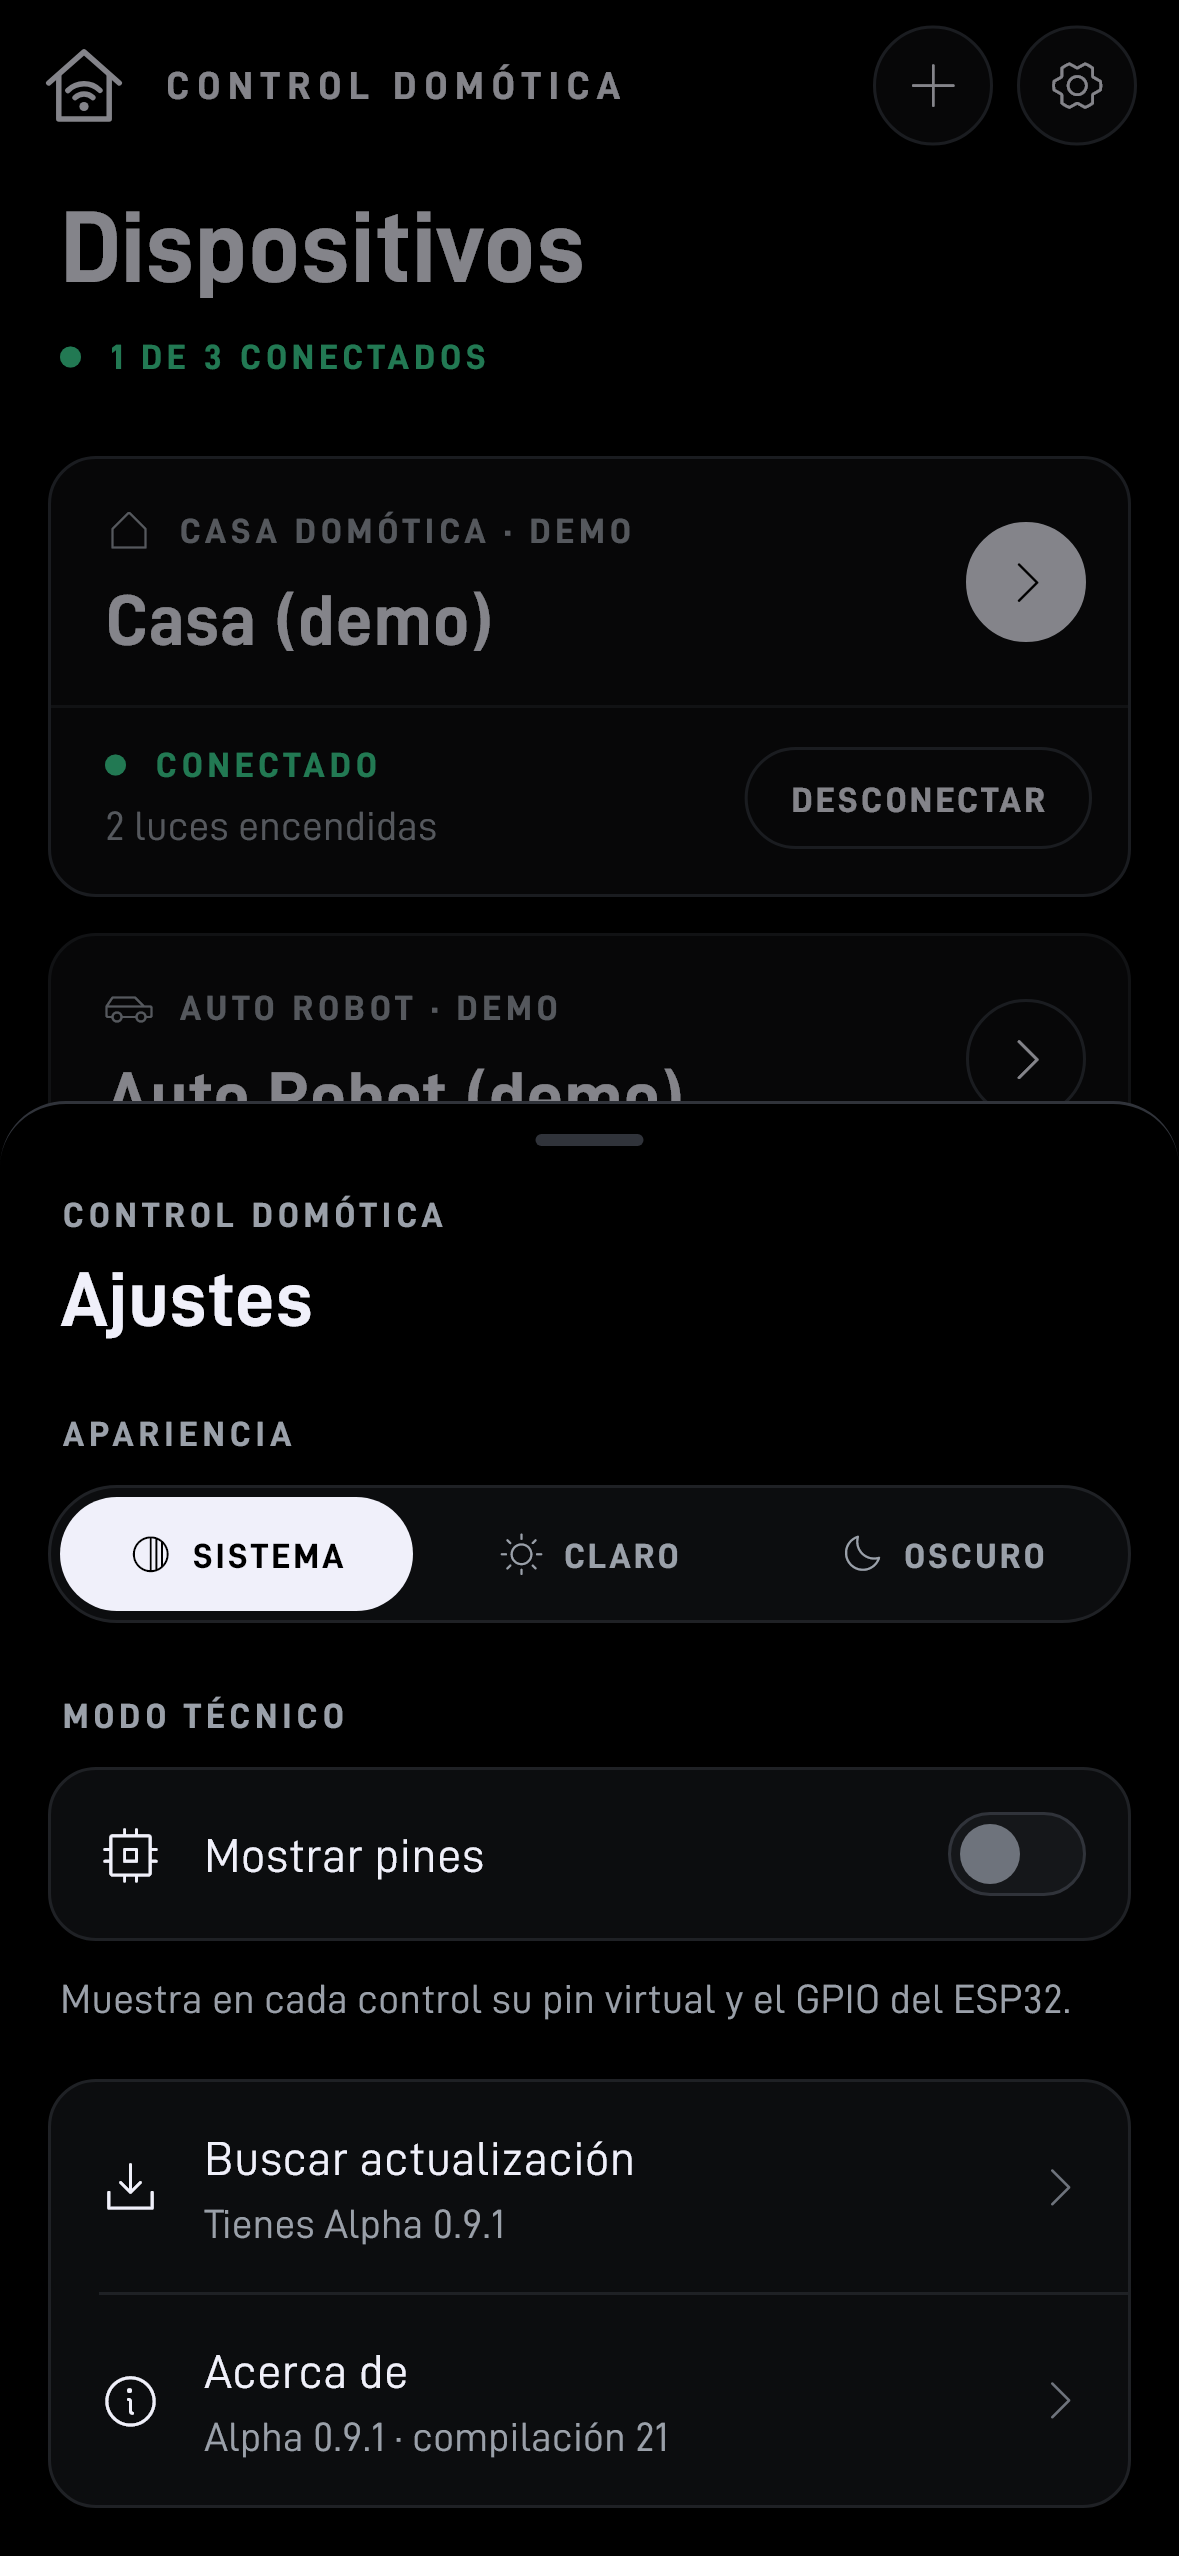 CONTROL DOMÓTICA
Dispositivos
1 DE 3 CONECTADOS
CASA DOMÓTICA · DEMO
Casa (demo)
CONECTADO
2 luces encendidas
DESCONECTAR
AUTO ROBOT · DEMO
Auto Robot (demo)
CONTROL DOMÓTICA
Ajustes
APARIENCIA
SISTEMA
CLARO
OSCURO
MODO TÉCNICO
Mostrar pines
Muestra en cada control su pin virtual y el GPIO del ESP32.
Buscar actualización
Tienes Alpha 0.9.1
Acerca de
Alpha 0.9.1 · compilación 21